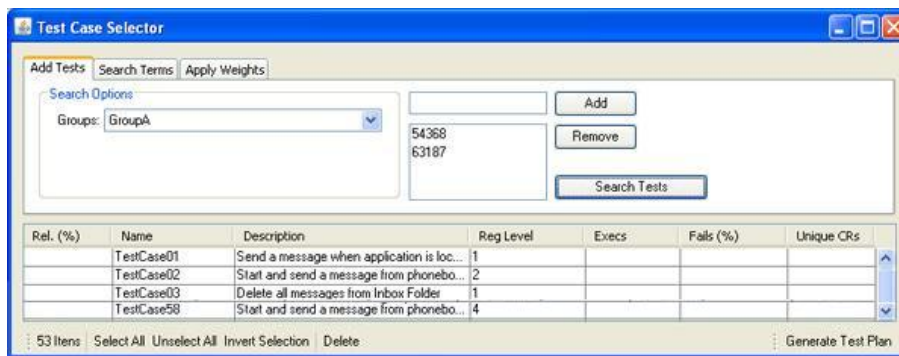 Test Case Selector
Add Tests Search Terms Apply Weights
Search Options
Groups: GroupA
Add
54368
63187
Remove
Search Tests
Rel. (%) Name Description Reg Level Execs Fails (%) Unique CRs
TestCase01 Send a message when application is loc... 1
TestCase02 Start and send a message from phonebo... 2
TestCase03 Delete all messages from Inbox Folder 1
TestCase58 Start and send a message from phonebo... 4
53 Itens Select All Unselect All Invert Selection Delete Generate Test Plan